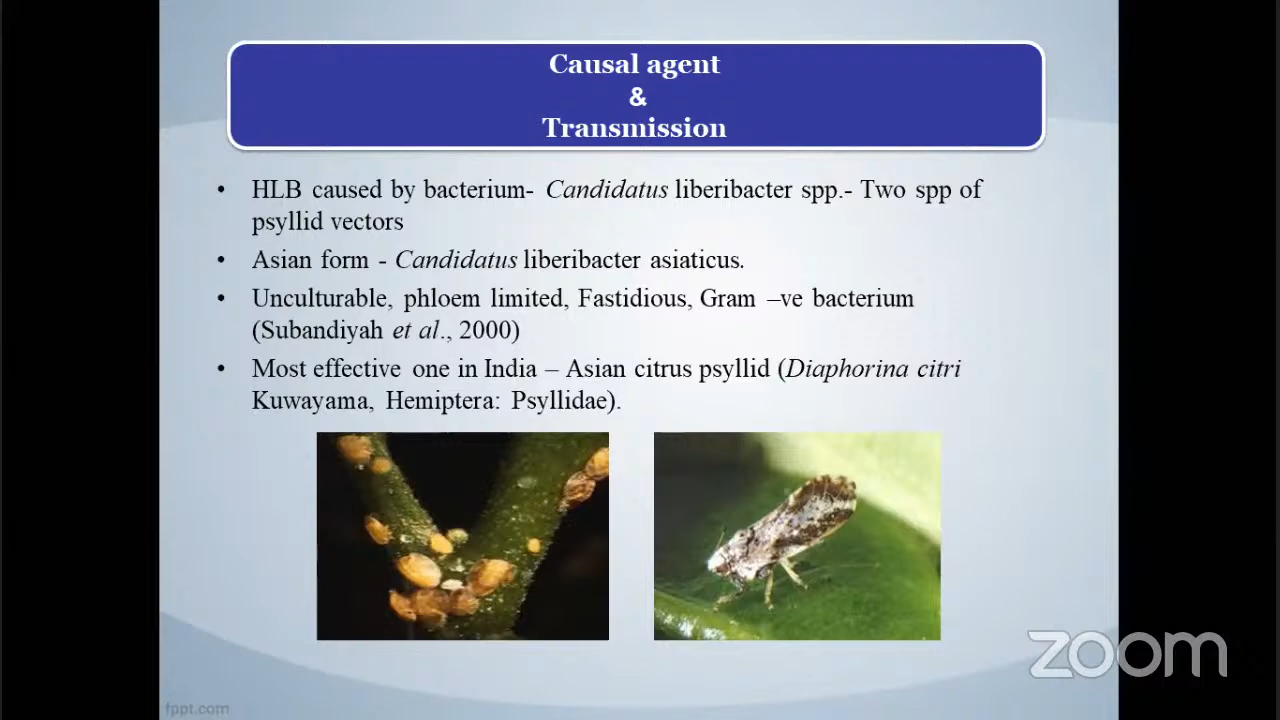 Causal agent
&
Transmission
• HLB caused by bacterium- Candidatus liberibacter spp.- Two spp of
psyllid vectors
• Asian form - Candidatus liberibacter asiaticus.
• Unculturable, phloem limited, Fastidious, Gram –ve bacterium
(Subandiyah et al., 2000)
• Most effective one in India – Asian citrus psyllid (Diaphorina citri
Kuwayama, Hemiptera: Psyllidae).
zoom
fppt.com